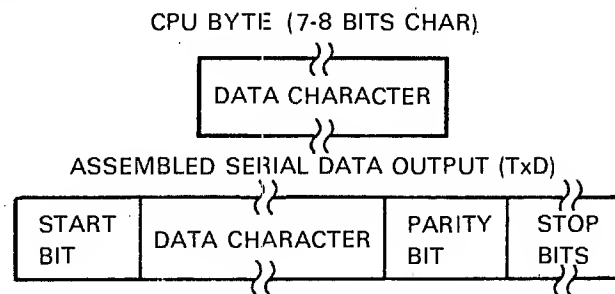 CPU BYTE (7-8 BITS CHAR)
DATA CHARACTER
ASSEMBLED SERIAL DATA OUTPUT (TxD)
START BIT
DATA CHARACTER
PARITY BIT
STOP BITS